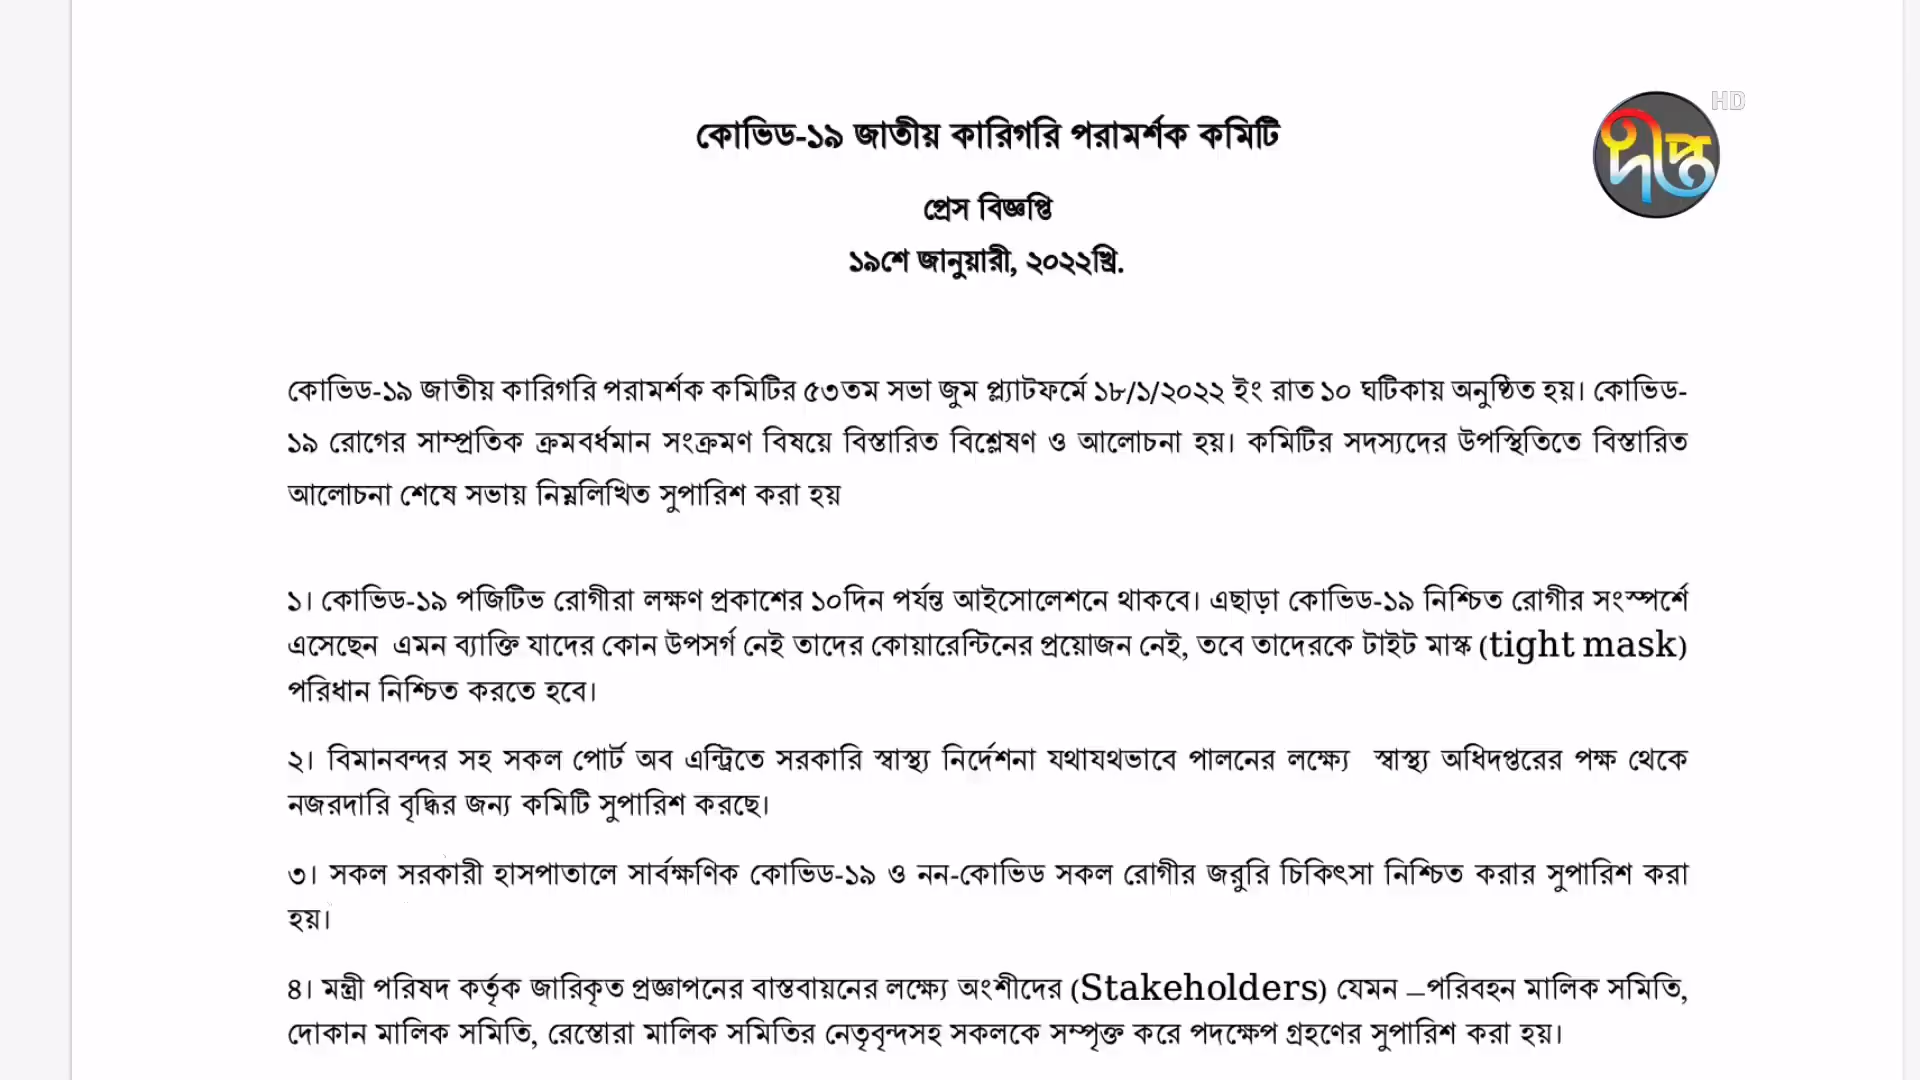 কোভিড-১৯ জাতীয় কারিগরি পরামর্শক কমিটি
HD
দীপ্ত
প্রেস বিজ্ঞপ্তি
১৯শে জানুয়ারী, ২০২২খ্রি.
কোভিড-১৯ জাতীয় কারিগরি পরামর্শক কমিটির ৫৩তম সভা জুম প্ল্যাটফর্মে ১৮/১/২০২২ ইং রাত ১০ ঘটিকায় অনুষ্ঠিত হয়। কোভিড-
১৯ রোগের সাম্প্রতিক ক্রমবর্ধমান সংক্রমণ বিষয়ে বিস্তারিত বিশ্লেষণ ও আলোচনা হয়। কমিটির সদস্যদের উপস্থিতিতে বিস্তারিত
আলোচনা শেষে সভায় নিম্নলিখিত সুপারিশ করা হয়
১। কোভিড-১৯ পজিটিভ রোগীরা লক্ষণ প্রকাশের ১০দিন পর্যন্ত আইসোলেশনে থাকবে। এছাড়া কোভিড-১৯ নিশ্চিত রোগীর সংস্পর্শে
এসেছেন এমন ব্যাক্তি যাদের কোন উপসর্গ নেই তাদের কোয়ারেন্টিনের প্রয়োজন নেই, তবে তাদেরকে টাইট মাস্ক (tight mask)
পরিধান নিশ্চিত করতে হবে।
২। বিমানবন্দর সহ সকল পোর্ট অব এন্ট্রিতে সরকারি স্বাস্থ্য নির্দেশনা যথাযথভাবে পালনের লক্ষ্যে স্বাস্থ্য অধিদপ্তরের পক্ষ থেকে
নজরদারি বৃদ্ধির জন্য কমিটি সুপারিশ করছে।
৩। সকল সরকারী হাসপাতালে সার্বক্ষণিক কোভিড-১৯ ও নন-কোভিড সকল রোগীর জরুরি চিকিৎসা নিশ্চিত করার সুপারিশ করা
হয়।
৪। মন্ত্রী পরিষদ কর্তৃক জারিকৃত প্রজ্ঞাপনের বাস্তবায়নের লক্ষ্যে অংশীদের (Stakeholders) যেমন –পরিবহন মালিক সমিতি,
দোকান মালিক সমিতি, রেস্তোরা মালিক সমিতির নেতৃবৃন্দসহ সকলকে সম্পৃক্ত করে পদক্ষেপ গ্রহণের সুপারিশ করা হয়।